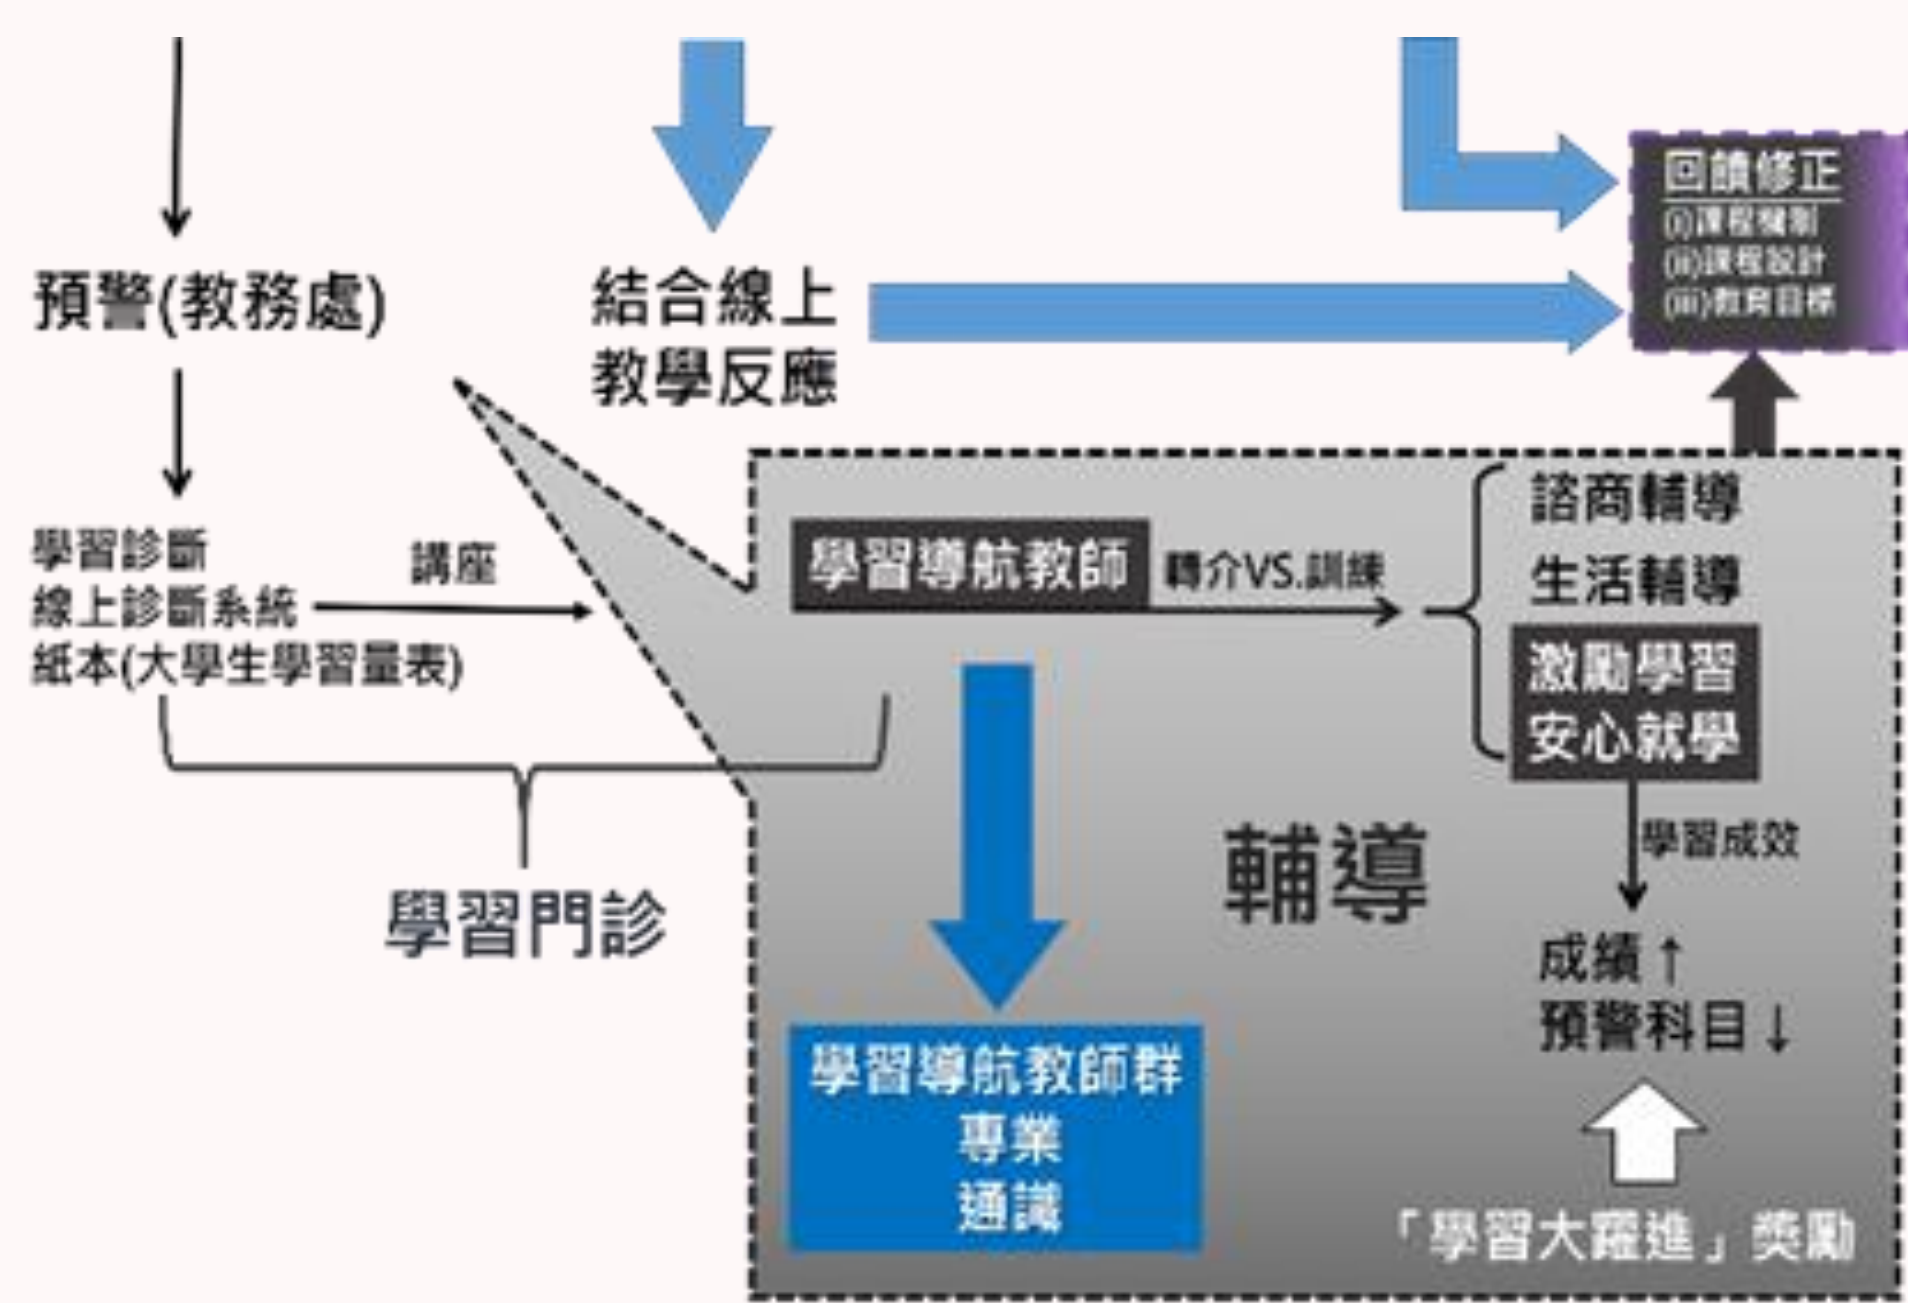 預警(教務處)
結合線上
教學反應
回饋修正
(i)課程機制
(ii)課程設計
(iii)教育目標
學習診斷
線上診斷系統
紙本(大學生學習量表)
講座
學習門診
學習導航教師
轉介VS.訓練
諮商輔導
生活輔導
激勵學習
安心就學
學習成效
輔導
成績↑
預警科目↓
學習導航教師群
專業
通識
「學習大躍進」獎勵